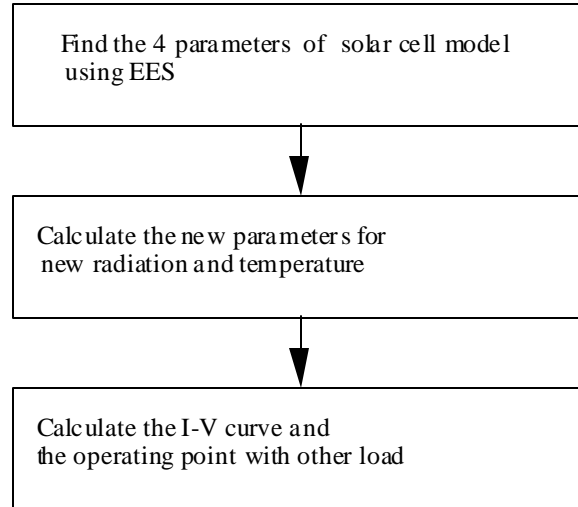 Find the 4 parameters of solar cell model
using EES
Calculate the new parameters for
new radiation and temperature
Calculate the I-V curve and
the operating point with other load